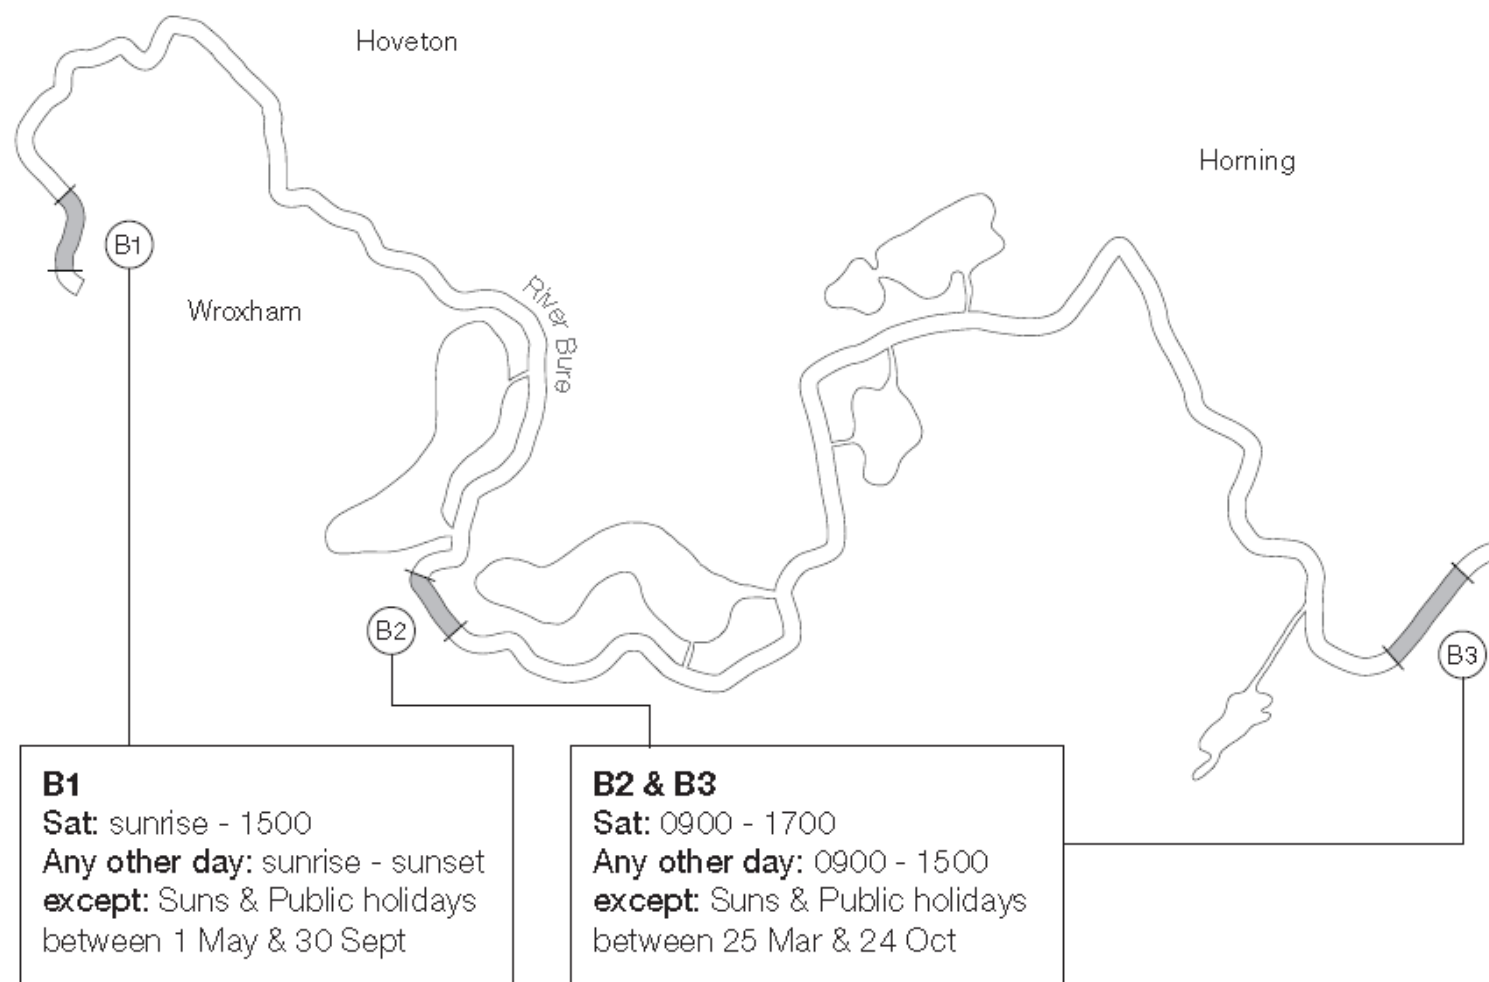 Hoveton
Horning
B1
Wroxham
River Bure
B2
B3
B1
Sat: sunrise - 1500
Any other day: sunrise - sunset
except: Suns & Public holidays
between 1 May & 30 Sept
B2 & B3
Sat: 0900 - 1700
Any other day: 0900 - 1500
except: Suns & Public holidays
between 25 Mar & 24 Oct